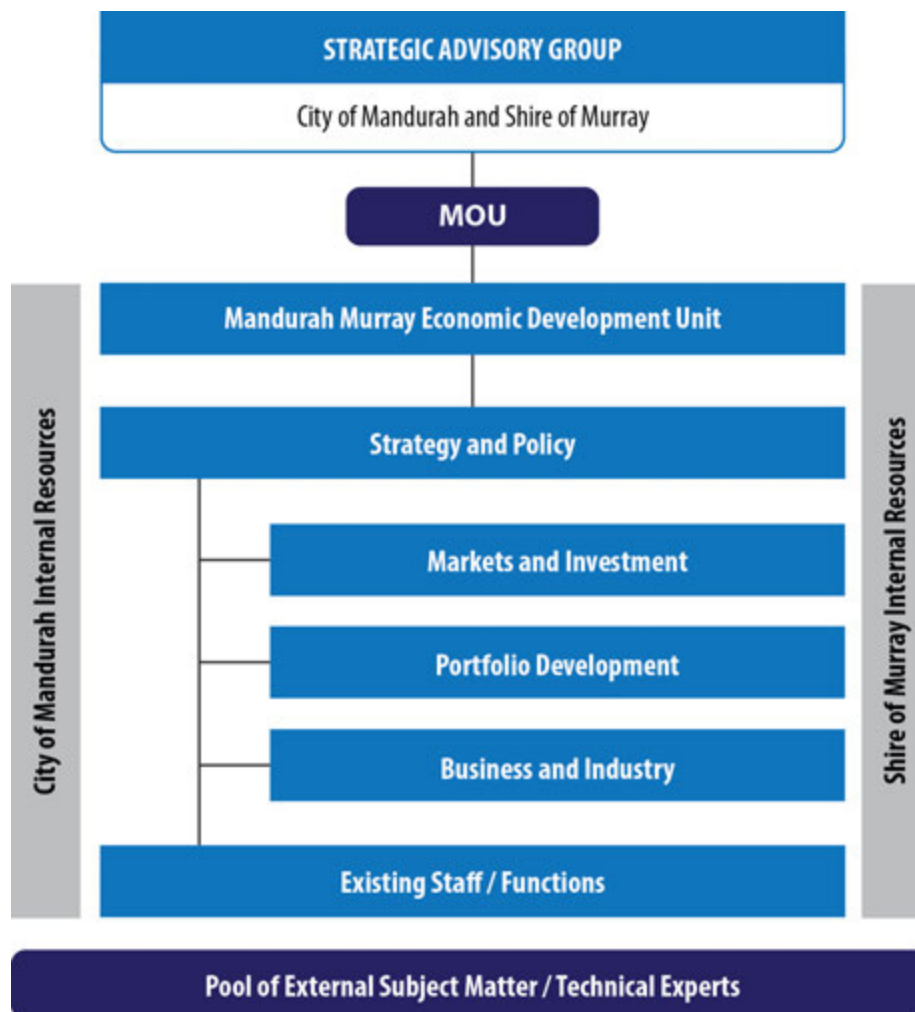 STRATEGIC ADVISORY GROUP
City of Mandurah and Shire of Murray
MOU
Mandurah Murray Economic Development Unit
Strategy and Policy
Markets and Investment
Portfolio Development
Business and Industry
Existing Staff / Functions
City of Mandurah Internal Resources
Shire of Murray Internal Resources
Pool of External Subject Matter / Technical Experts